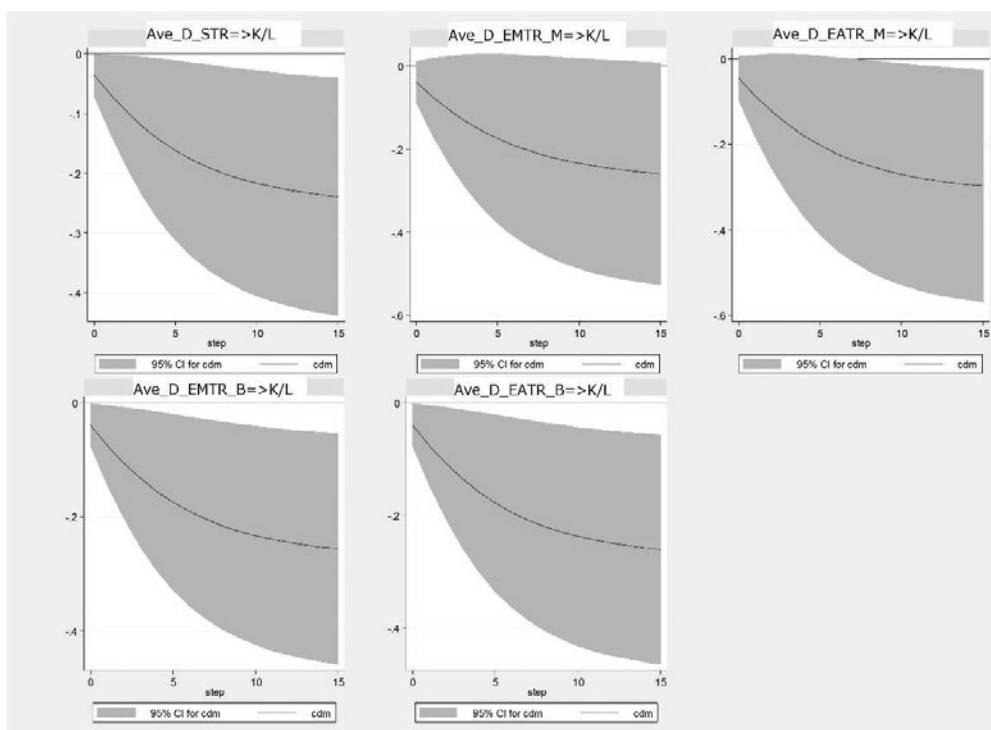 Ave_D_STR=>K/L
0
-.1
-.2
-.3
-.4
0 5 10 15
step
95% CI for cdm cdm
Ave_D_EMTR_M=>K/L
0
-.2
-.4
-.6
0 5 10 15
step
95% CI for cdm cdm
Ave_D_EATR_M=>K/L
0
-.2
-.4
-.6
0 5 10 15
step
95% CI for cdm cdm
Ave_D_EMTR_B=>K/L
0
-.2
-.4
0 5 10 15
step
95% CI for cdm cdm
Ave_D_EATR_B=>K/L
0
-.2
-.4
0 5 10 15
step
95% CI for cdm cdm